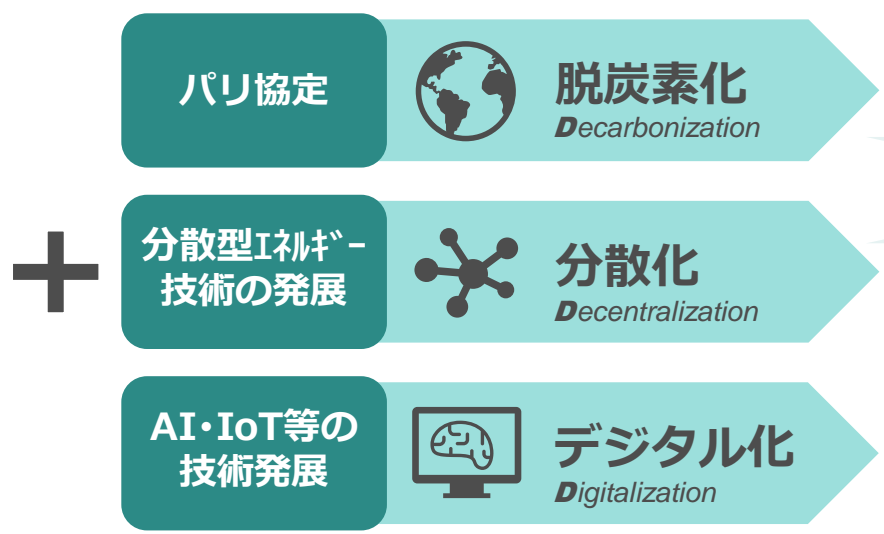 パリ協定
脱炭素化
Decarbonization
+
分散型ｴﾈﾙｷﾞｰ
技術の発展
分散化
Decentralization
AI・IoT等の
技術発展
デジタル化
Digitalization